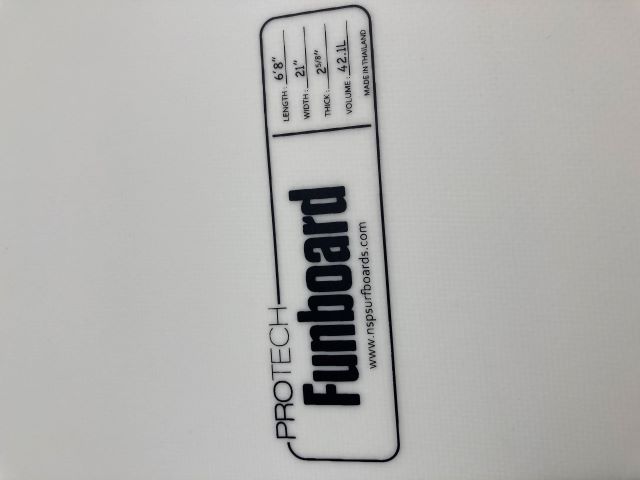 PROTECH
Funboard
www.nspsurfboards.com
LENGTH: 6'8"
WIDTH: 21"
THICK: 2 5/8"
VOLUME: 42.1L
MADE IN THAILAND